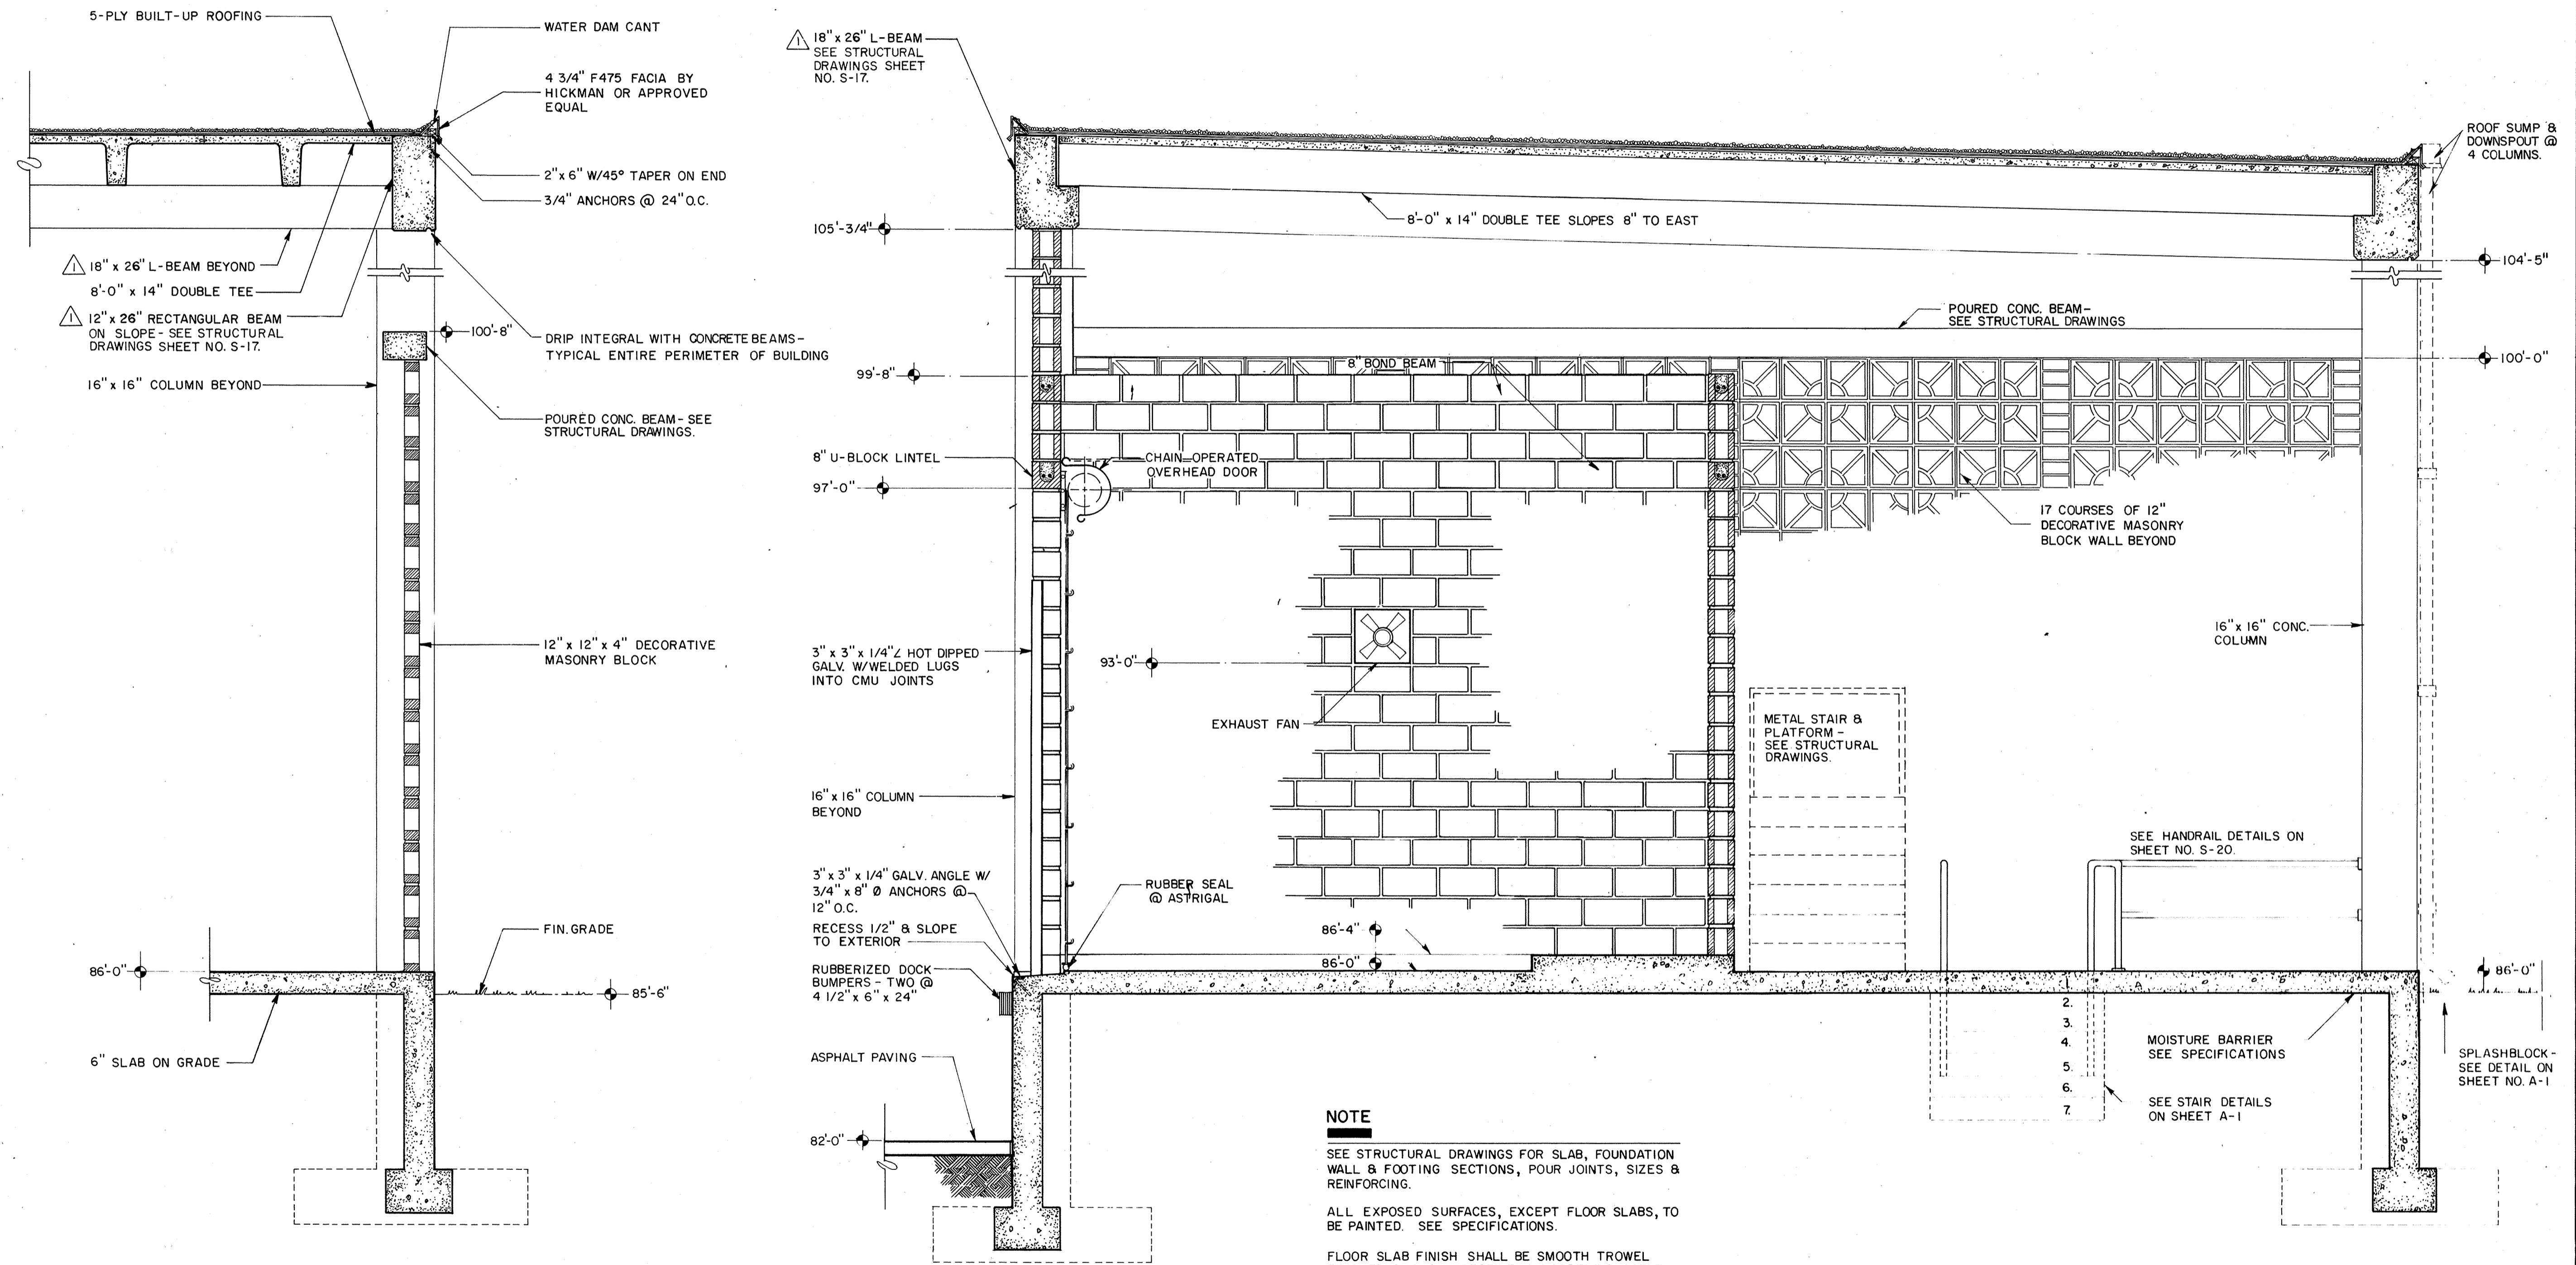 5-PLY BUILT-UP ROOFING
WATER DAM CANT
4 3/4" F475 FACIA BY
HICKMAN OR APPROVED
EQUAL
2"x 6" W/45° TAPER ON END
3/4" ANCHORS @ 24" O.C.
1
18" x 26" L-BEAM BEYOND
8'-0" x 14" DOUBLE TEE
1
12" x 26" RECTANGULAR BEAM
ON SLOPE - SEE STRUCTURAL
DRAWINGS SHEET NO. S-17.
16" x 16" COLUMN BEYOND
100'-8"
DRIP INTEGRAL WITH CONCRETE BEAMS-
TYPICAL ENTIRE PERIMETER OF BUILDING
POURED CONC. BEAM - SEE
STRUCTURAL DRAWINGS.
12" x 12" x 4" DECORATIVE
MASONRY BLOCK
FIN. GRADE
86'-0"
85'-6"
6" SLAB ON GRADE
1
18" x 26" L-BEAM
SEE STRUCTURAL
DRAWINGS SHEET
NO. S-17.
105'-3/4"
8'-0" x 14" DOUBLE TEE SLOPES 8" TO EAST
ROOF SUMP &
DOWNSPOUT @
4 COLUMNS.
104'-5"
POURED CONC. BEAM-
SEE STRUCTURAL DRAWINGS
100'-0"
99'-8"
8" BOND BEAM
8" U-BLOCK LINTEL
97'-0"
CHAIN OPERATED
OVERHEAD DOOR
17 COURSES OF 12"
DECORATIVE MASONRY
BLOCK WALL BEYOND
3" x 3" x 1/4"∠ HOT DIPPED
GALV. W/WELDED LUGS
INTO CMU JOINTS
93'-0"
EXHAUST FAN
16" x 16" CONC.
COLUMN
METAL STAIR &
PLATFORM -
SEE STRUCTURAL
DRAWINGS.
16" x 16" COLUMN
BEYOND
SEE HANDRAIL DETAILS ON
SHEET NO. S-20.
3" x 3" x 1/4" GALV. ANGLE W/
3/4" x 8" Ø ANCHORS @
12" O.C.
RUBBER SEAL
@ ASTRIGAL
RECESS 1/2" & SLOPE
TO EXTERIOR
86'-4"
86'-0"
RUBBERIZED DOCK
BUMPERS - TWO @
4 1/2" x 6" x 24"
86'-0"
1.
2.
3.
4.
5.
6.
7.
MOISTURE BARRIER
SEE SPECIFICATIONS
SPLASHBLOCK -
SEE DETAIL ON
SHEET NO. A-1
SEE STAIR DETAILS
ON SHEET A-1
ASPHALT PAVING
82'-0"
NOTE
SEE STRUCTURAL DRAWINGS FOR SLAB, FOUNDATION
WALL & FOOTING SECTIONS, POUR JOINTS, SIZES &
REINFORCING.
ALL EXPOSED SURFACES, EXCEPT FLOOR SLABS, TO
BE PAINTED. SEE SPECIFICATIONS.
FLOOR SLAB FINISH SHALL BE SMOOTH TROWEL